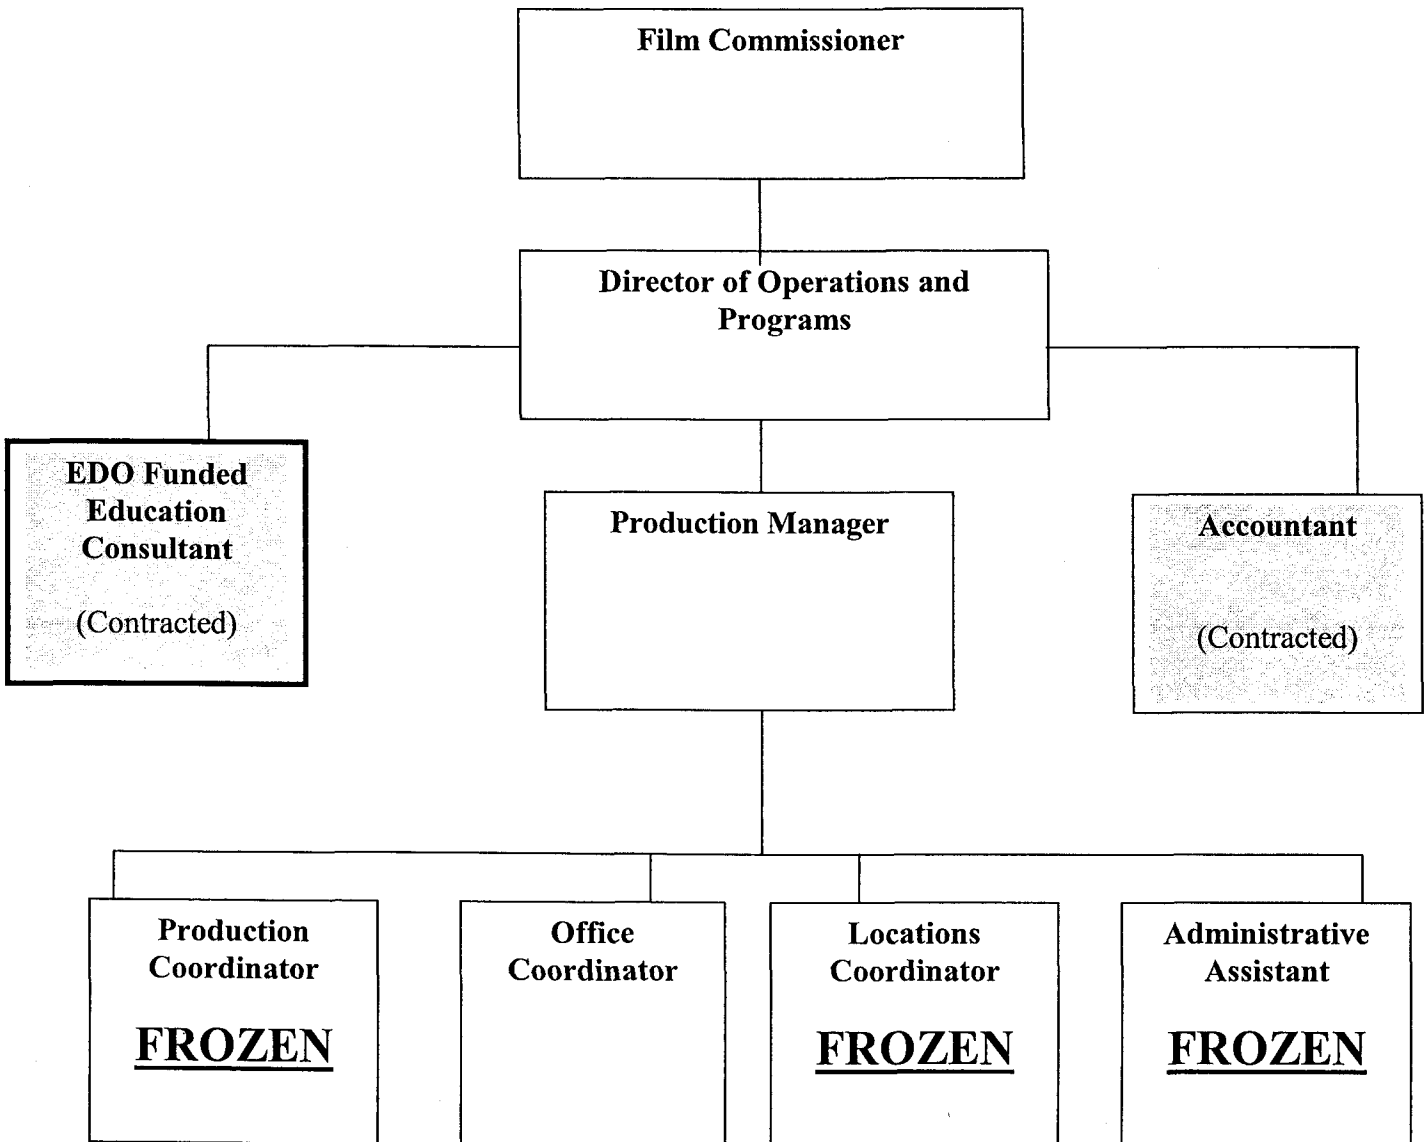 Film Commissioner
Director of Operations and
Programs
EDO Funded
Education
Consultant
(Contracted)
Production Manager
Accountant
(Contracted)
Production
Coordinator
FROZEN
Office
Coordinator
Locations
Coordinator
FROZEN
Administrative
Assistant
FROZEN